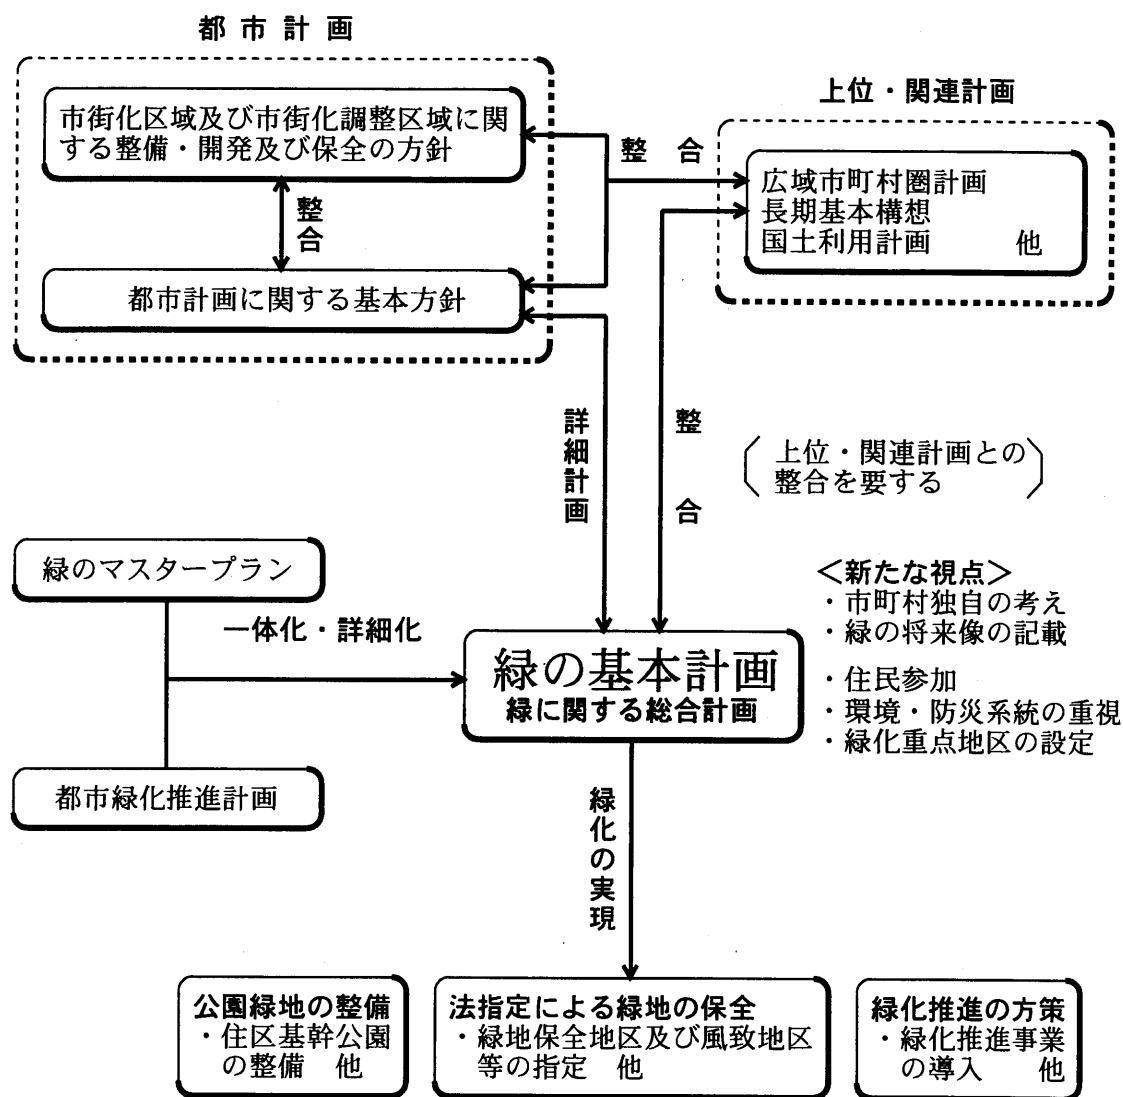 都市計画
市街化区域及び市街化調整区域に関
する整備・開発及び保全の方針
整合
都市計画に関する基本方針
整合
上位・関連計画
広域市町村圏計画
長期基本構想
国土利用計画 他
詳細計画
整合
上位・関連計画との
整合を要する
緑のマスタープラン
一体化・詳細化
都市緑化推進計画
緑の基本計画
緑に関する総合計画
＜新たな視点＞
・市町村独自の考え
・緑の将来像の記載
・住民参加
・環境・防災系統の重視
・緑化重点地区の設定
緑化の実現
公園緑地の整備
・住区基幹公園
の整備 他
法指定による緑地の保全
・緑地保全地区及び風致地区
等の指定 他
緑化推進の方策
・緑化推進事業
の導入 他